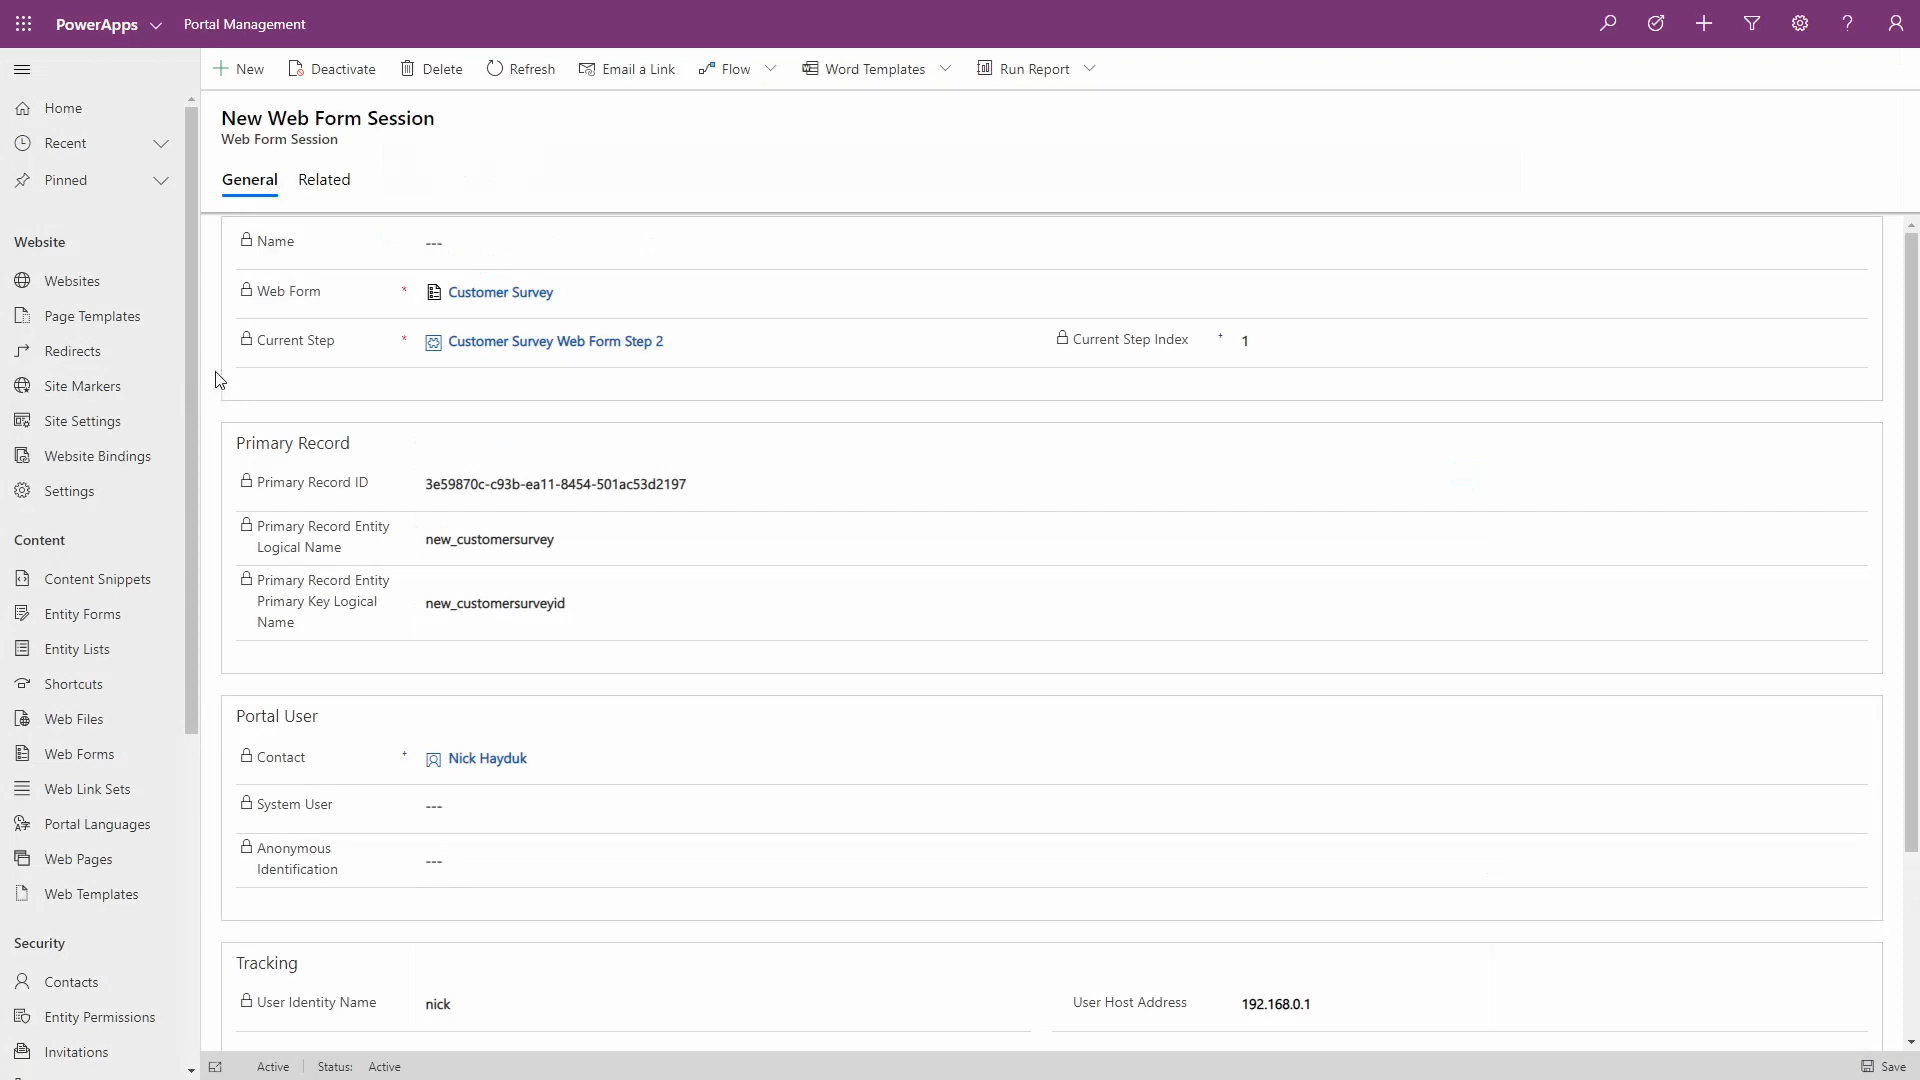 PowerApps Portal Management
New Deactivate Delete Refresh Email a Link Flow Word Templates Run Report
Home
Recent
Pinned
Website
Websites
Page Templates
Redirects
Site Markers
Site Settings
Website Bindings
Settings
Content
Content Snippets
Entity Forms
Entity Lists
Shortcuts
Web Files
Web Forms
Web Link Sets
Portal Languages
Web Pages
Web Templates
Security
Contacts
Entity Permissions
Invitations
New Web Form Session
Web Form Session
General Related
Name ---
Web Form * Customer Survey
Current Step * Customer Survey Web Form Step 2 Current Step Index + 1
Primary Record
Primary Record ID 3e59870c-c93b-ea11-8454-501ac53d2197
Primary Record Entity
Logical Name new_customersurvey
Primary Record Entity
Primary Key Logical new_customersurveyid
Name
Portal User
Contact + Nick Hayduk
System User ---
Anonymous
Identification ---
Tracking
User Identity Name nick User Host Address 192.168.0.1
Active Status: Active Save